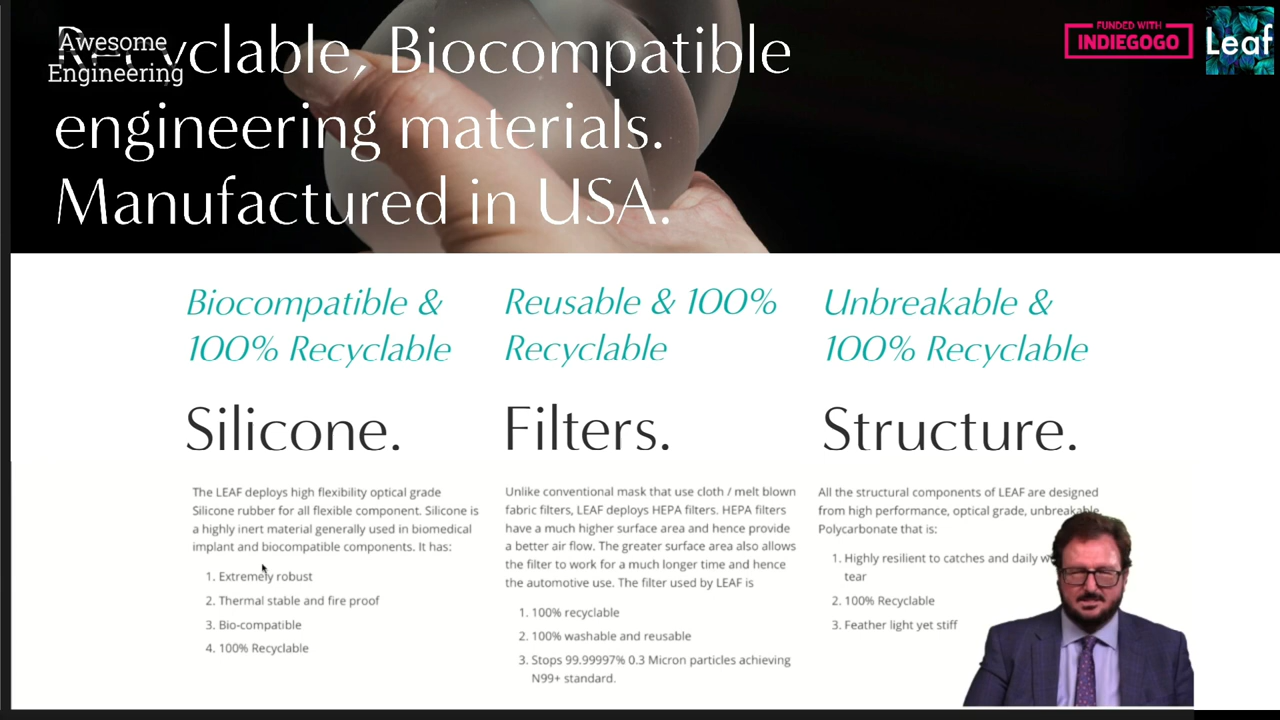 Awesome
Engineering
Recyclable, Biocompatible
engineering materials.
Manufactured in USA.
FUNDED WITH
INDIEGOGO
Leaf
Biocompatible &
100% Recyclable
Silicone.
The LEAF deploys high flexibility optical grade
Silicone rubber for all flexible component. Silicone is
a highly inert material generally used in biomedical
implant and biocompatible components. It has:
1. Extremely robust
2. Thermal stable and fire proof
3. Bio-compatible
4. 100% Recyclable
Reusable & 100%
Recyclable
Filters.
Unlike conventional mask that use cloth / melt blown
fabric filters, LEAF deploys HEPA filters. HEPA filters
have a much higher surface area and hence provide
a better air flow. The greater surface area also allows
the filter to work for a much longer time and hence
the automotive use. The filter used by LEAF is
1. 100% recyclable
2. 100% washable and reusable
3. Stops 99.99997% 0.3 Micron particles achieving
N99+ standard.
Unbreakable &
100% Recyclable
Structure.
All the structural components of LEAF are designed
from high performance, optical grade, unbreakable
Polycarbonate that is:
1. Highly resilient to catches and daily
tear
2. 100% Recyclable
3. Feather light yet stiff